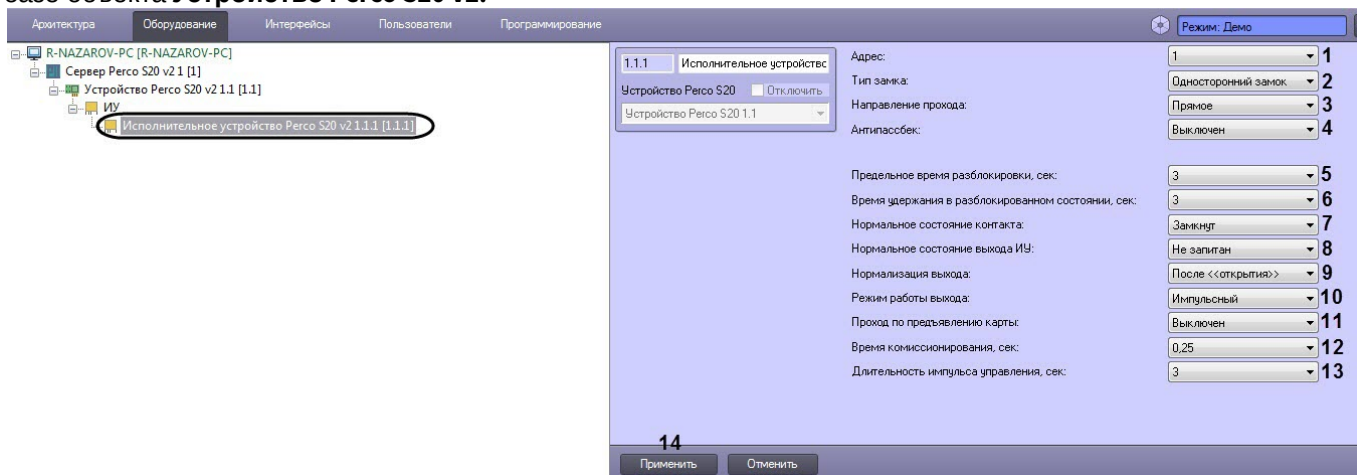 базе объекта Устройство Perco S20 v2.
Архитектура Оборудование Интерфейсы Пользователи Программирование Режим: Демо
R-NAZAROV-PC [R-NAZAROV-PC]
Сервер Perco S20 v2 1 [1]
Устройство Perco S20 v2 1.1 [1.1]
ИУ
Исполнительное устройство Perco S20 v2 1.1.1 [1.1.1]
1.1.1 Исполнительное устройство
Устройство Perco S20 Отключить
Устройство Perco S20 1.1
Адрес: 1 1
Тип замка: Односторонний замок 2
Направление прохода: Прямое 3
Антипассбек: Выключен 4
Предельное время разблокировки, сек: 3 5
Время удержания в разблокированном состоянии, сек: 3 6
Нормальное состояние контакта: Замкнут 7
Нормальное состояние выхода ИУ: Не запитан 8
Нормализация выхода: После <<открытия>> 9
Режим работы выхода: Импульсный 10
Проход по предъявлению карты: Выключен 11
Время комиссионирования, сек: 0,25 12
Длительность импульса управления, сек: 3 13
14
Применить Отменить